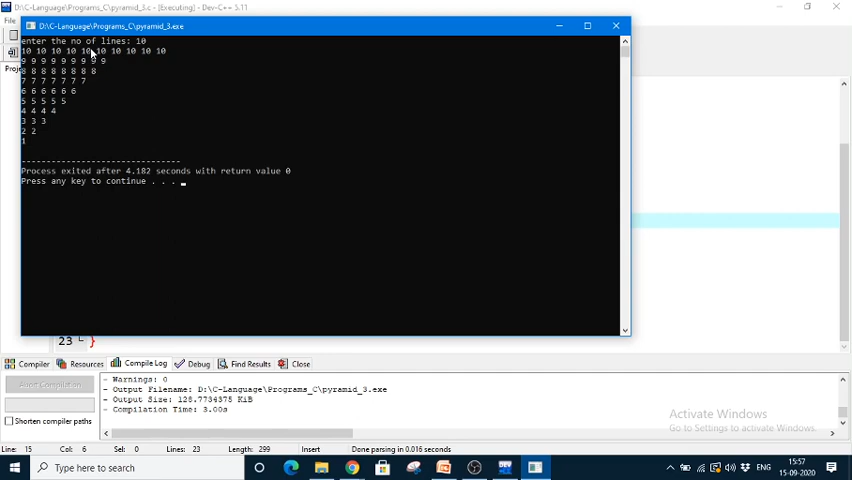 D:\C-Language\Programs_C\pyramid_3.c - [Executing] - Dev-C++ 5.11
File
D:\C-Language\Programs_C\pyramid_3.exe
enter the no of lines: 10
10 10 10 10 10 10 10 10 10 10
9 9 9 9 9 9 9 9 9
8 8 8 8 8 8 8 8
7 7 7 7 7 7 7
6 6 6 6 6 6
5 5 5 5 5
4 4 4 4
3 3 3
2 2
1
--------------------------------
Process exited after 4.182 seconds with return value 0
Press any key to continue . . .
23 }
Compiler
Resources
Compile Log
Debug
Find Results
Close
Abort Compilation
Shorten compiler paths
- Warnings: 0
- Output Filename: D:\C-Language\Programs_C\pyramid_3.exe
- Output Size: 128.7734375 KiB
- Compilation Time: 3.00s
Activate Windows
Go to Settings to activate Windows.
Line: 15 Col: 6 Sel: 0 Lines: 23 Length: 299 Insert Done parsing in 0.016 seconds
Type here to search
ENG
15:57
15-09-2020